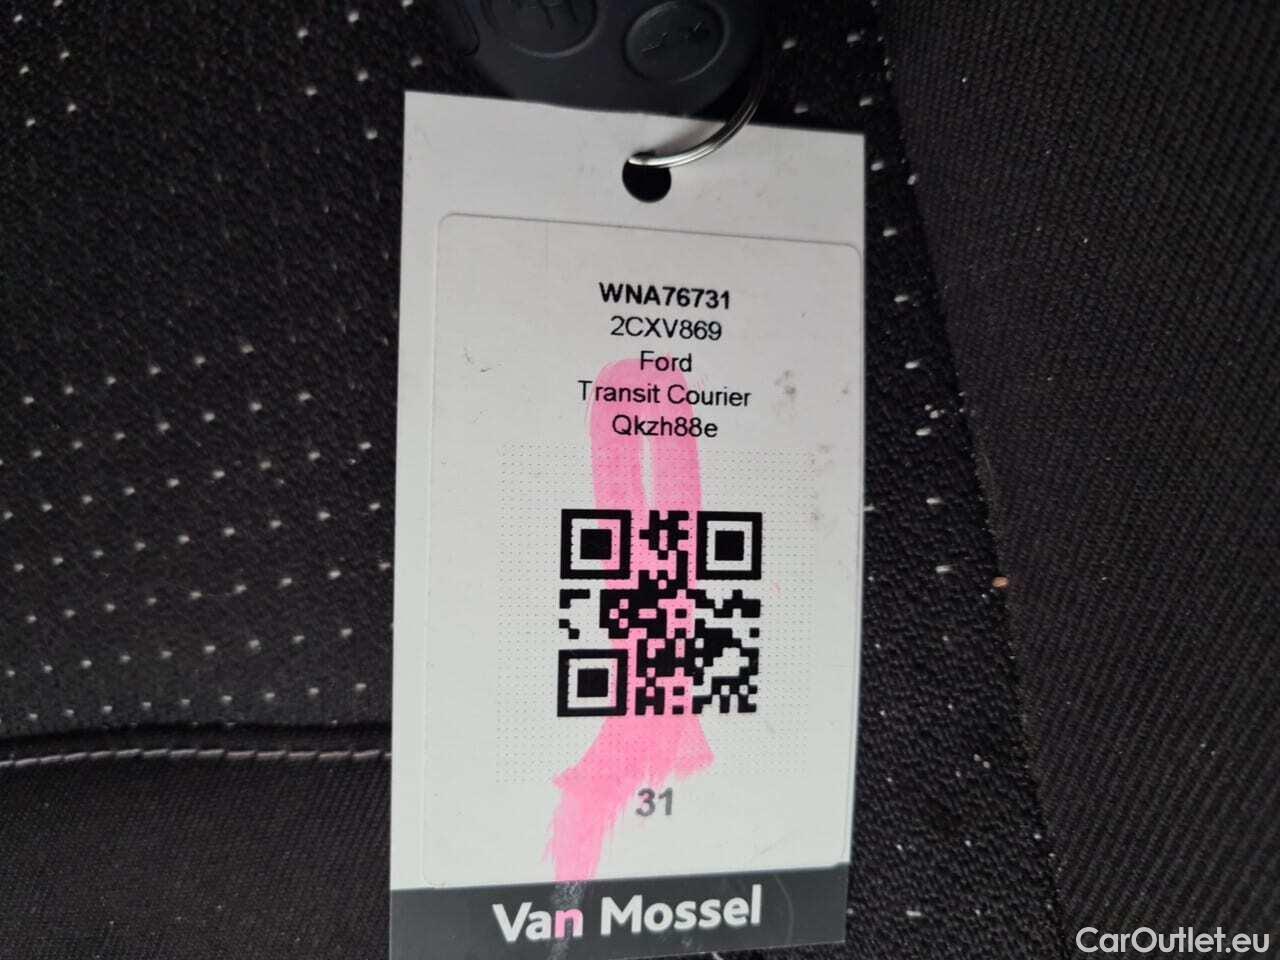 WNA76731
2CXV869
Ford
Transit Courier
Qkzh88e
31
Van Mossel
CarOutlet.eu